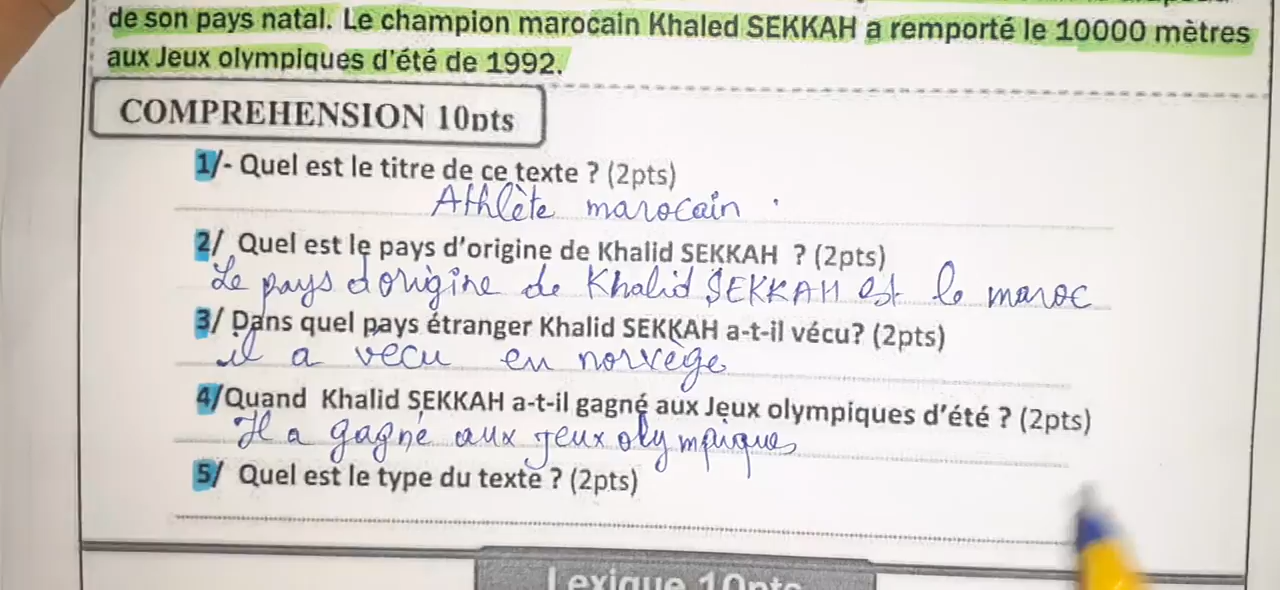 de son pays natal. Le champion marocain Khaled SEKKAH a remporté le 10000 mètres
aux Jeux olympiques d'été de 1992.
COMPREHENSION 10pts
1/- Quel est le titre de ce texte ? (2pts)
Athlète marocain .
2/ Quel est le pays d'origine de Khalid SEKKAH ? (2pts)
Le pays d'origine de Khalid SEKKAH est le maroc
3/ Dans quel pays étranger Khalid SEKKAH a-t-il vécu? (2pts)
il a vécu en norvège
4/Quand Khalid SEKKAH a-t-il gagné aux Jeux olympiques d'été ? (2pts)
Il a gagné aux jeux olympiques
5/ Quel est le type du texte ? (2pts)
Lexique 10pts